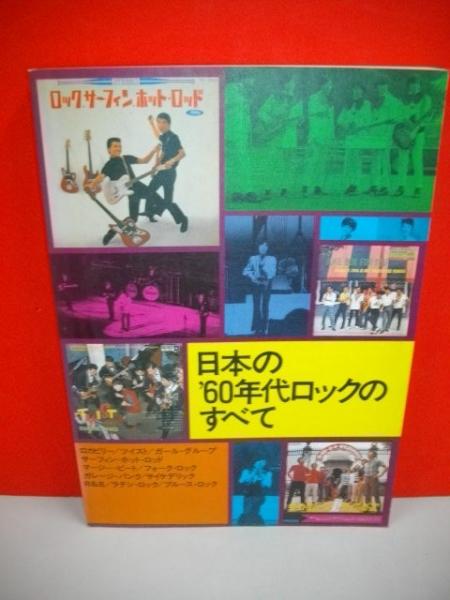 ロック、サーフィン、ホット・ロッド
日本の
'60年代ロックの
すべて
ロカビリー/ツイスト/ガール・グループ
サーフィン・ホット・ロッド
マージー・ビート/フォーク・ロック
ガレージ・パンク/サイケデリック
R&B/ラテン・ロック/ブルース・ロック